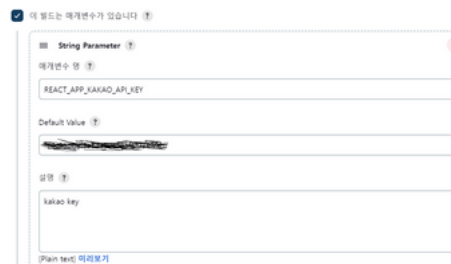 이 빌드는 매개변수가 있습니다 ?
String Parameter ?
매개변수 명 ?
REACT_APP_KAKAO_API_KEY
Default Value ?
설명 ?
kakao key
[Plain text] 미리보기